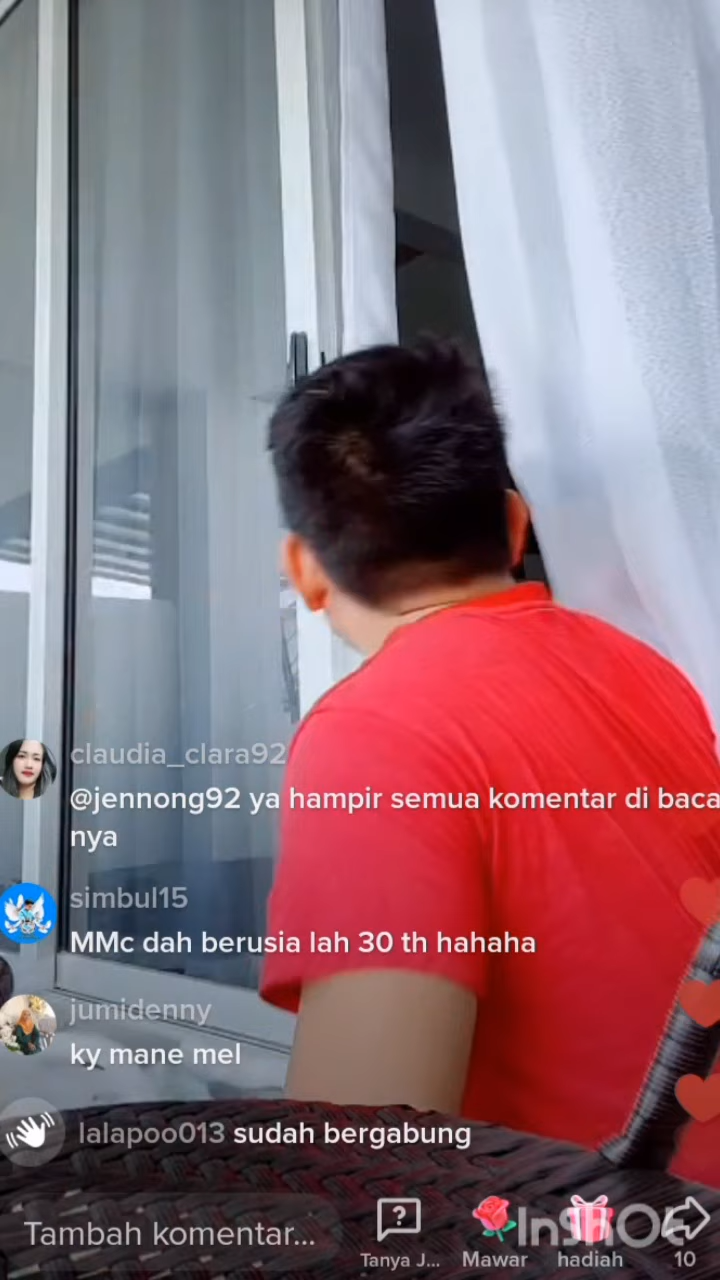 claudia_clara92
@jennong92 ya hampir semua komentar di baca
nya
simbul15
MMc dah berusia lah 30 th hahaha
jumidenny
ky mane mel
lalapoo013 sudah bergabung
Tambah komentar...
Tanya J...
Mawar
hadiah
10
InShOt